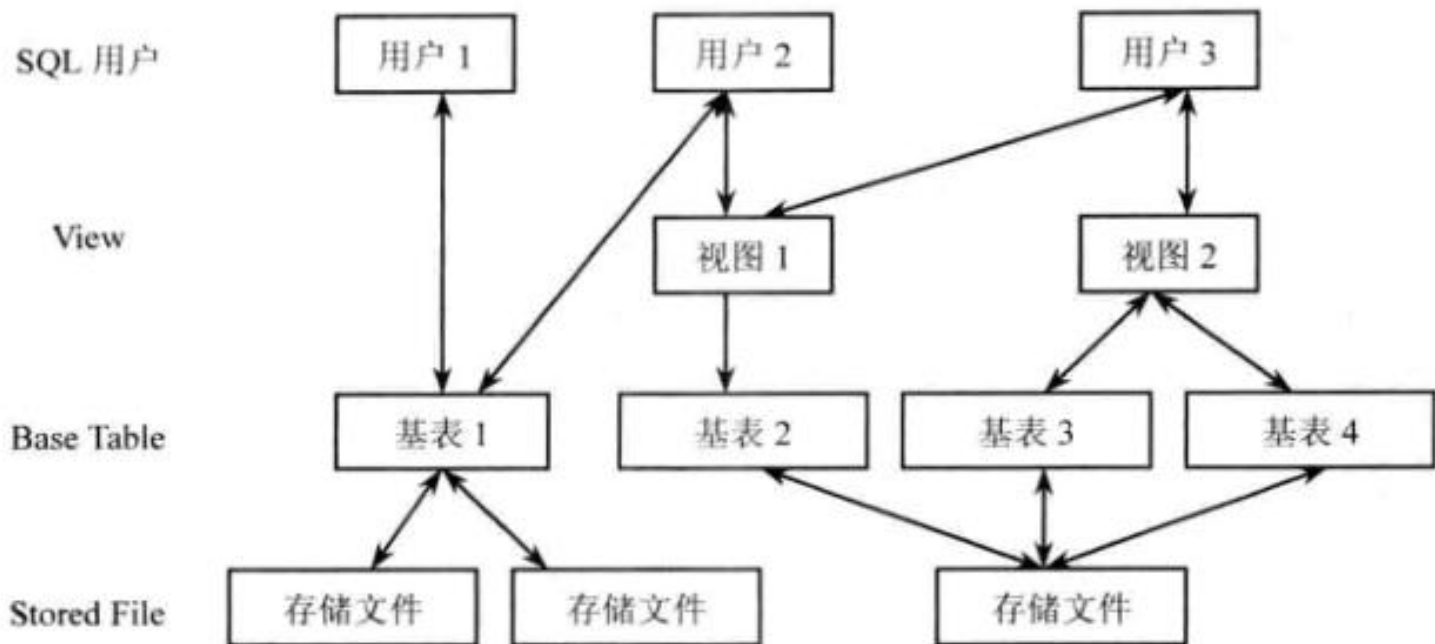 SQL 用户
用户 1
用户 2
用户 3
View
视图 1
视图 2
Base Table
基表 1
基表 2
基表 3
基表 4
Stored File
存储文件
存储文件
存储文件